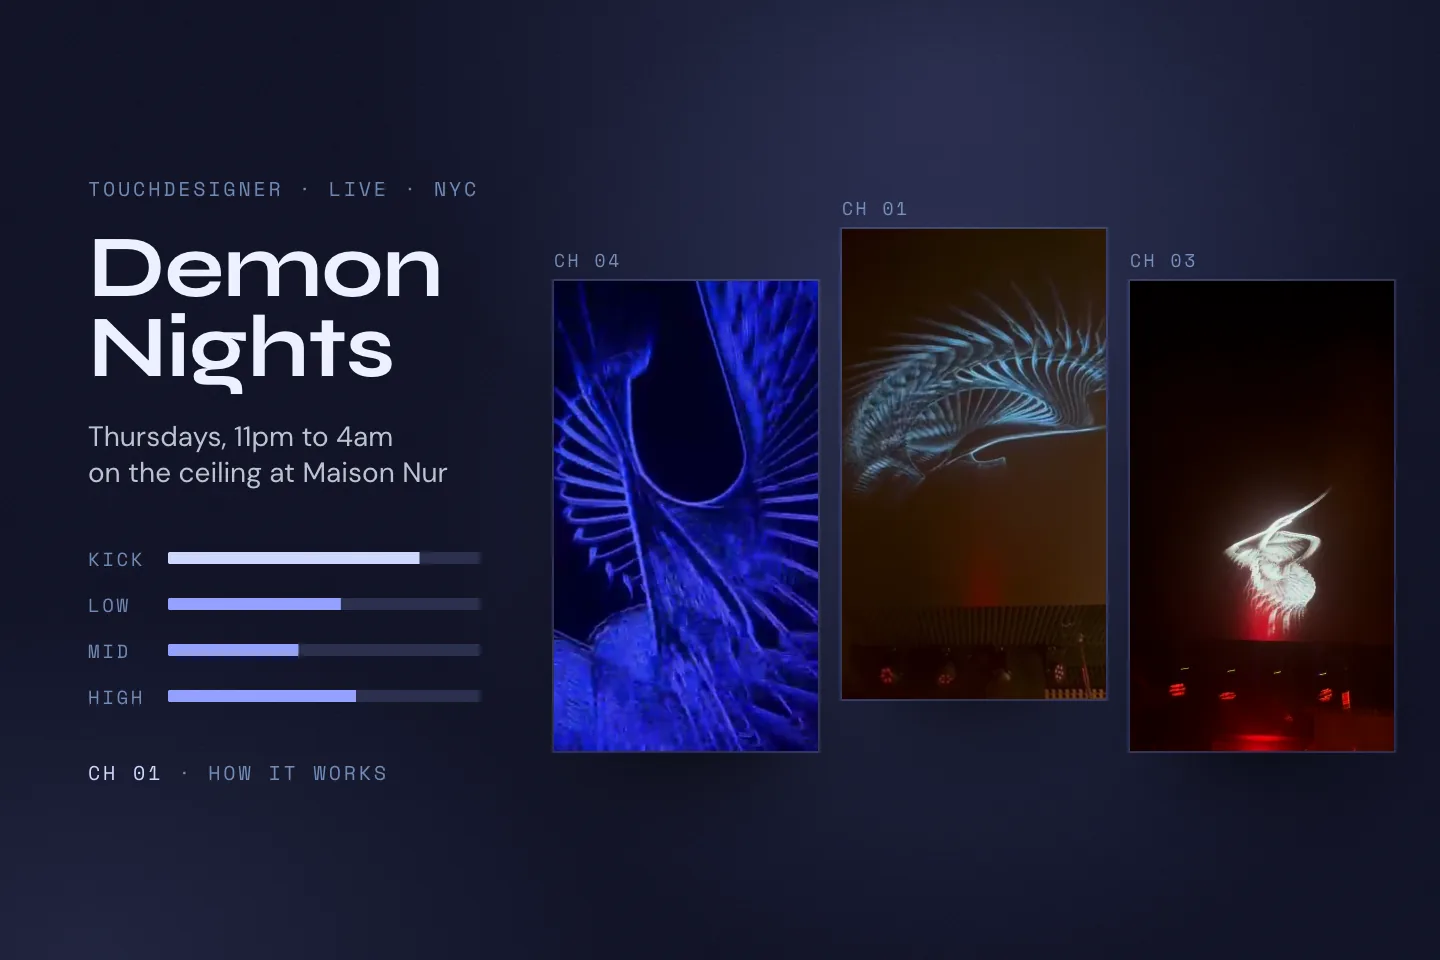 TOUCHDESIGNER · LIVE · NYC
Demon
Nights
Thursdays, 11pm to 4am
on the ceiling at Maison Nur
KICK
LOW
MID
HIGH
CH 01 · HOW IT WORKS
CH 04
CH 01
CH 03